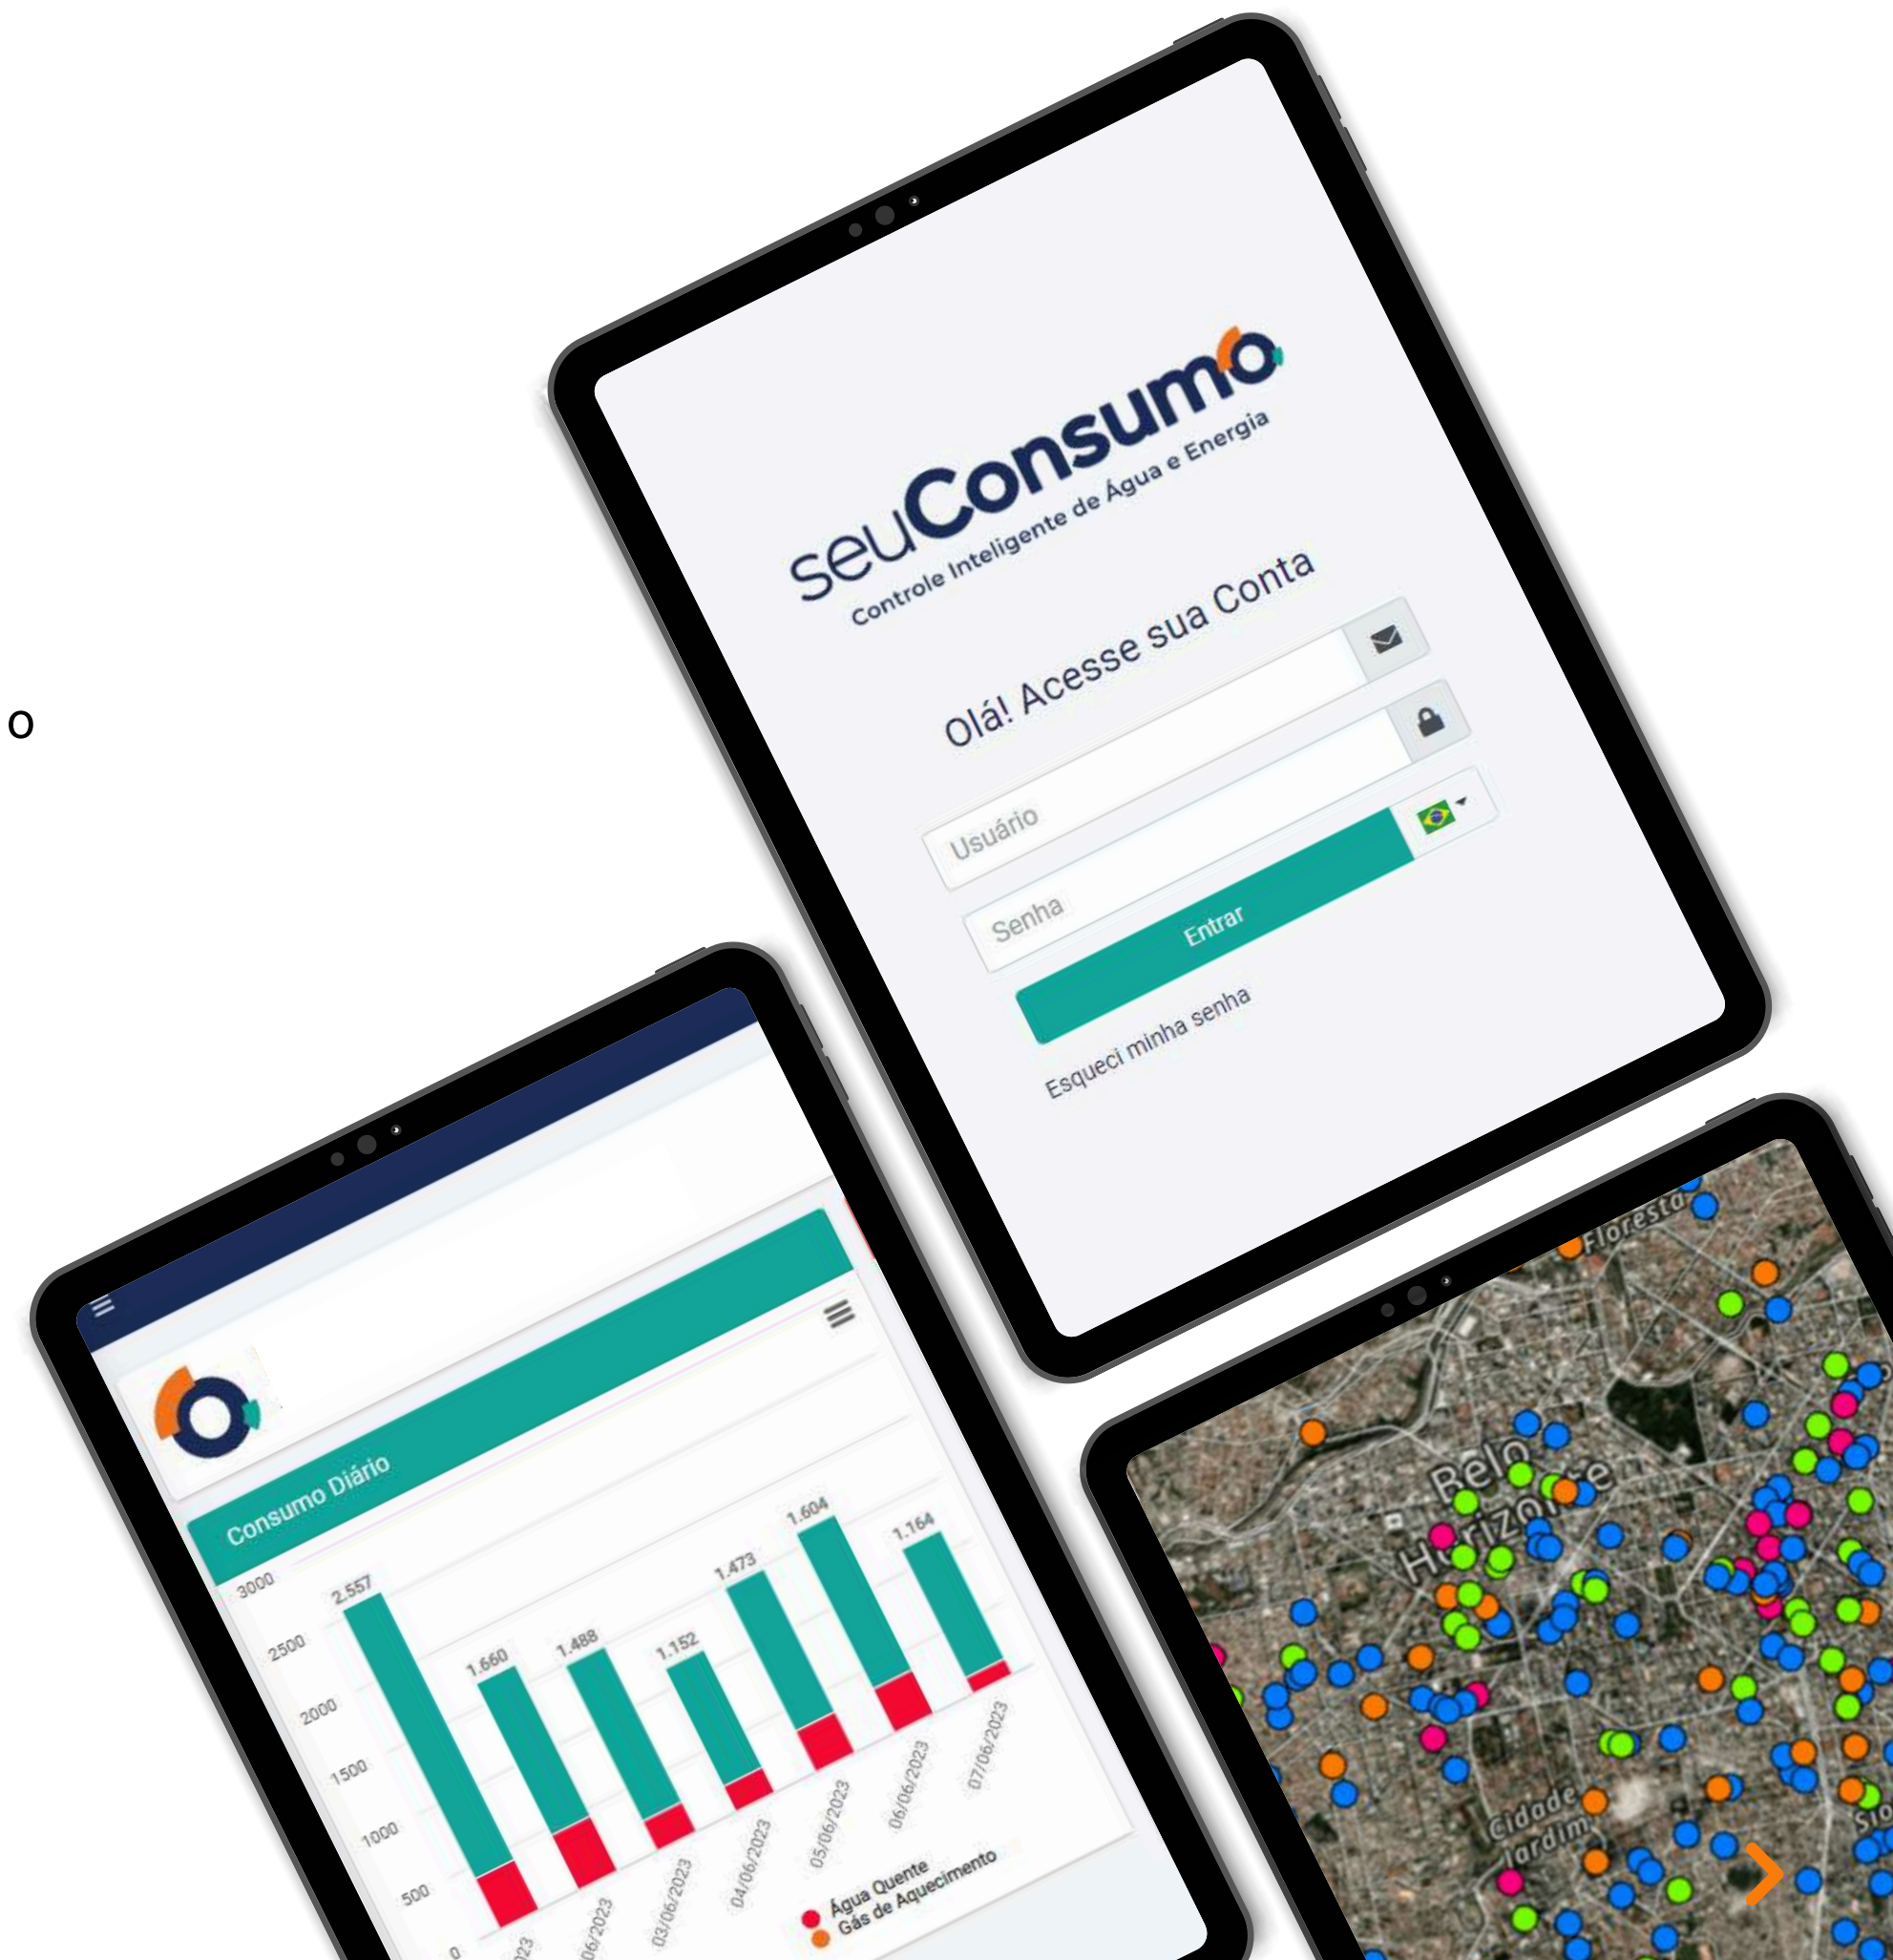 seuConsumo
Controle Inteligente de Água e Energia
Olá! Acesse sua Conta
Usuário
Senha
Entrar
Esqueci minha senha
o
Consumo Diário
3000
2500
2000
1500
1000
500
0
2.557
1.660
1.488
1.152
1.473
1.604
1.164
06/2023
03/06/2023
04/06/2023
05/06/2023
06/06/2023
07/06/2023
Água Quente
Gás de Aquecimento
Floresta
Belo
Horizonte
Cidade
Jardim